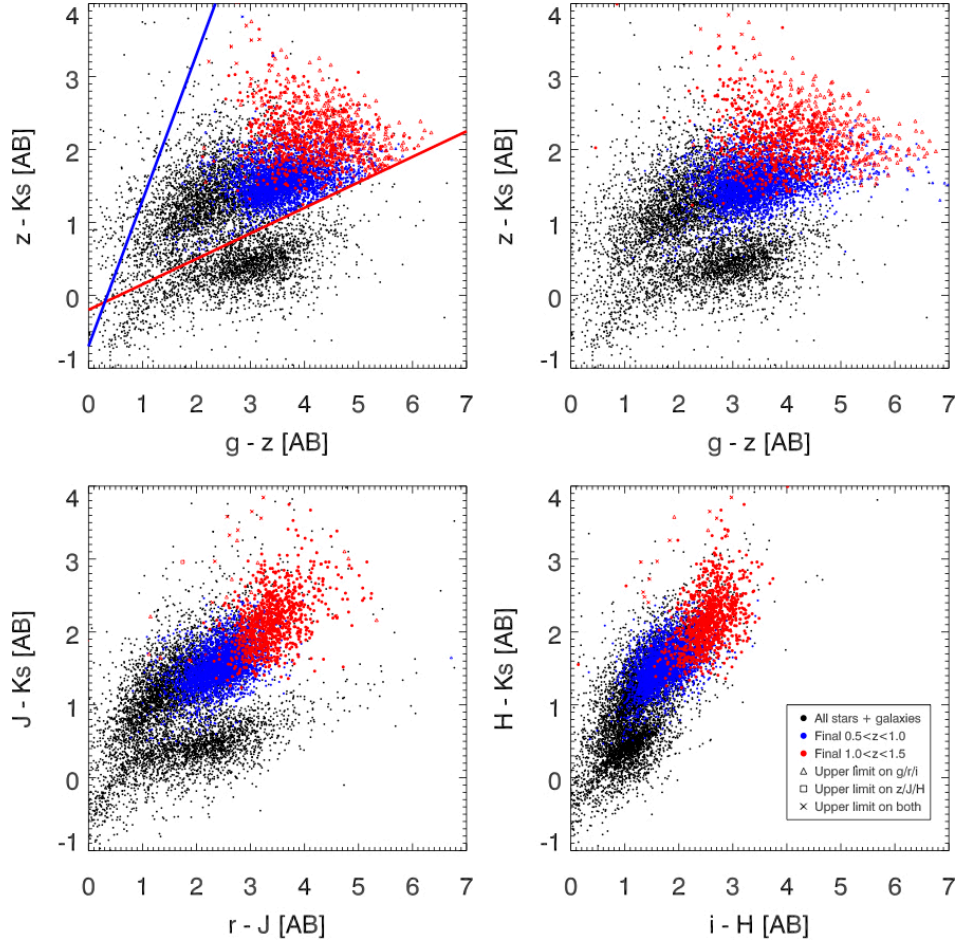 4
3
2
1
0
-1
z - Ks [AB]
0 1 2 3 4 5 6 7
g - z [AB]
4
3
2
1
0
-1
z - Ks [AB]
0 1 2 3 4 5 6 7
g - z [AB]
4
3
2
1
0
-1
J - Ks [AB]
0 1 2 3 4 5 6 7
r - J [AB]
4
3
2
1
0
-1
H - Ks [AB]
All stars + galaxies
Final 0.5<z<1.0
Final 1.0<z<1.5
Upper limit on g/r/i
Upper limit on z/J/H
Upper limit on both
0 1 2 3 4 5 6 7
i - H [AB]